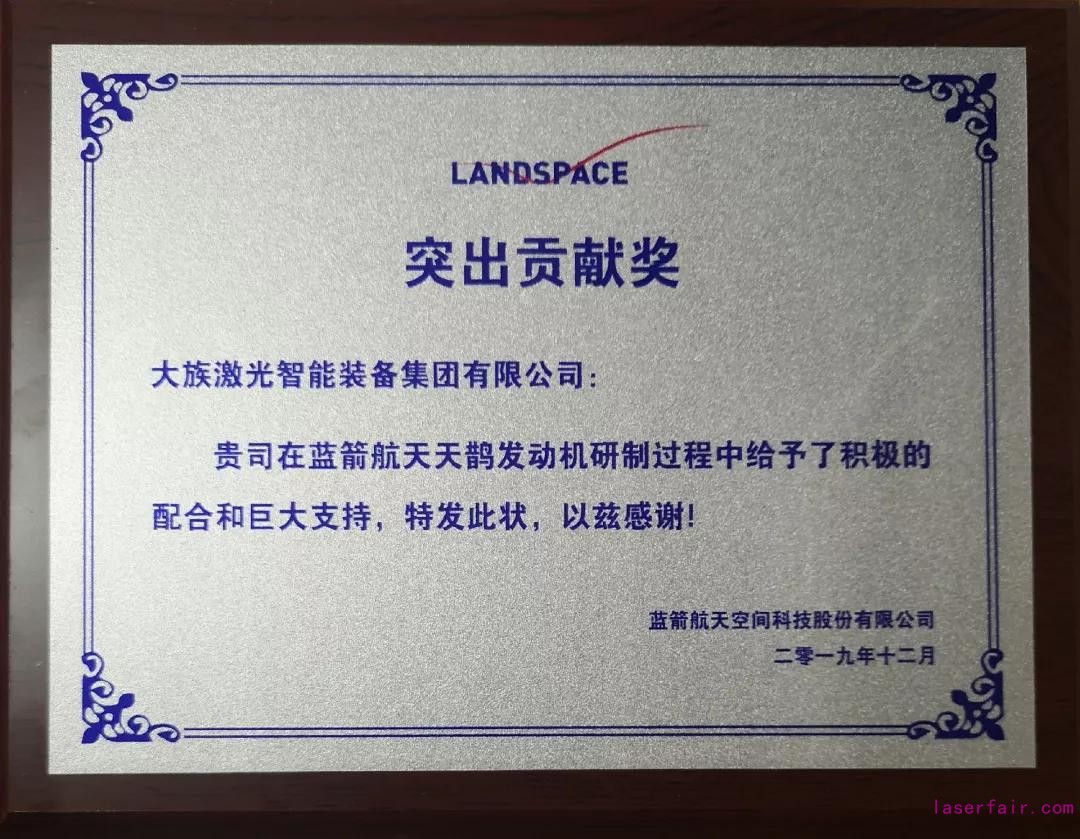 LANDSPACE
突出贡献奖
大族激光智能装备集团有限公司：
贵司在蓝箭航天天鹊发动机研制过程中给予了积极的
配合和巨大支持，特发此状，以兹感谢！
蓝箭航天空间科技股份有限公司
二零一九年十二月
laserfair.com